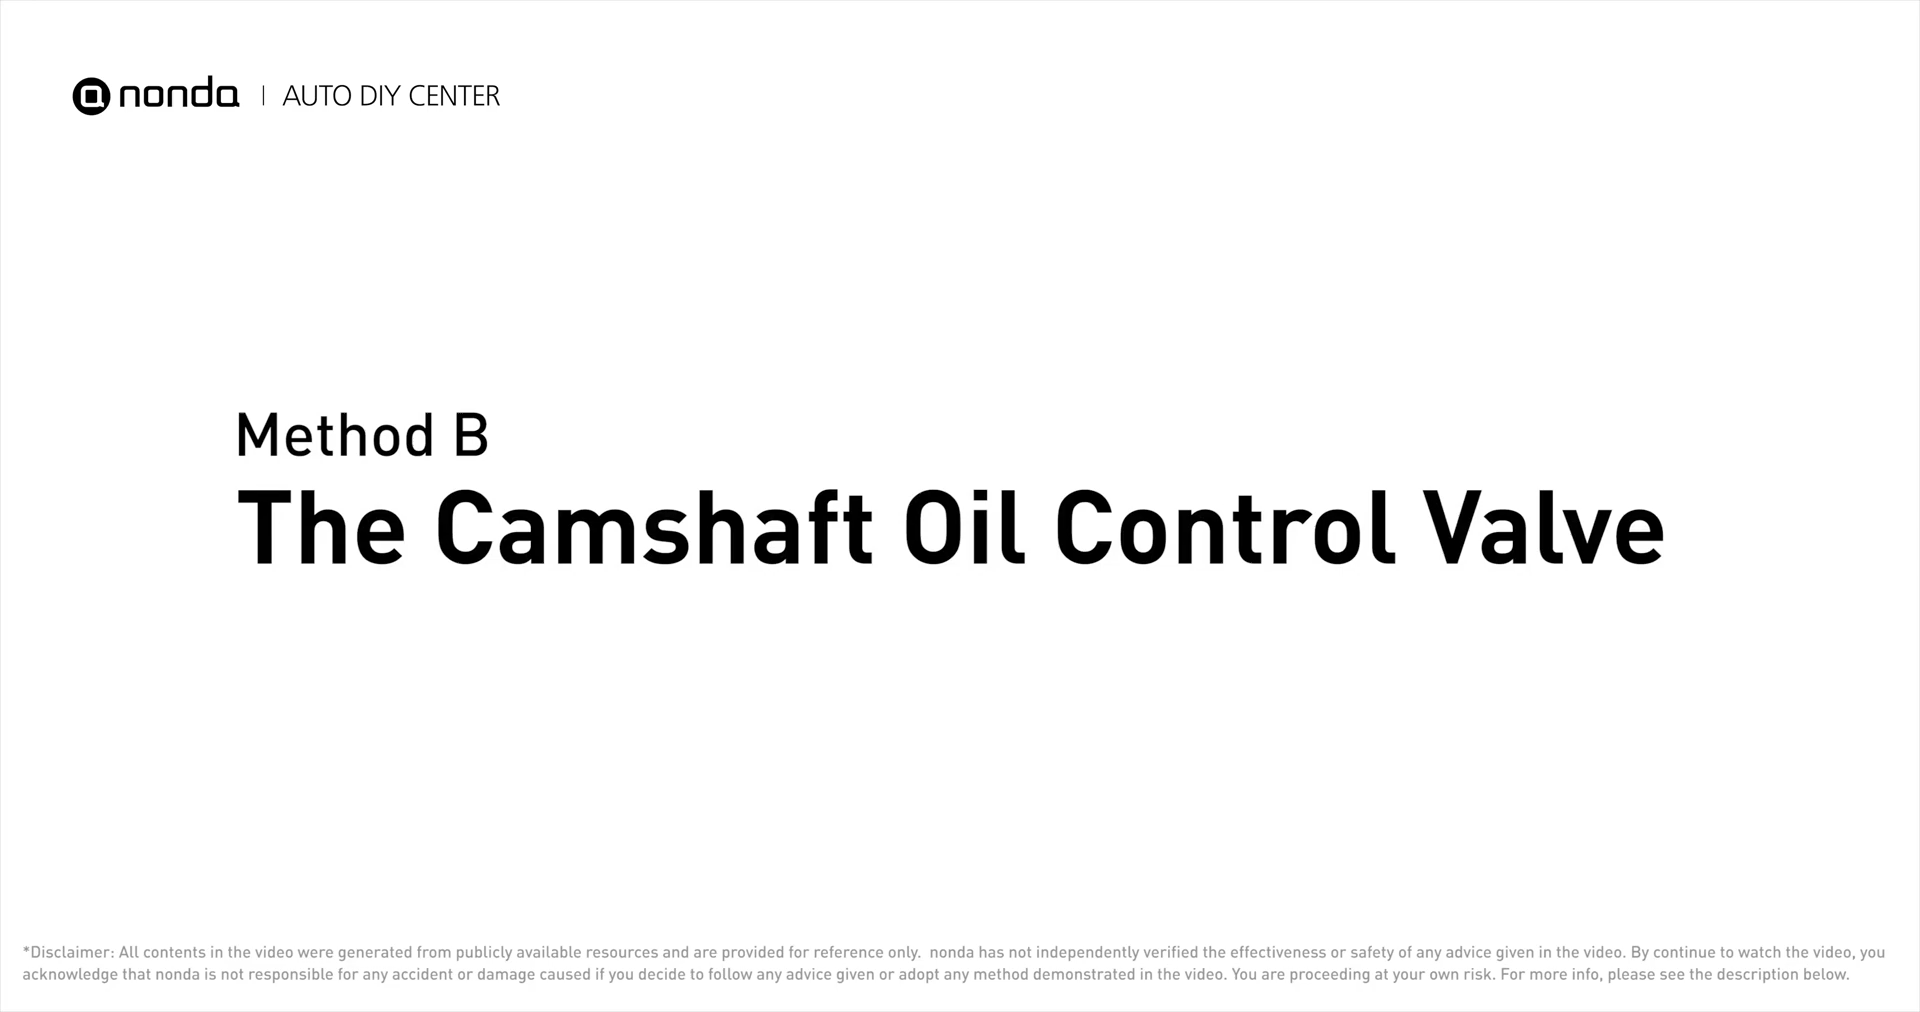 nonda | AUTO DIY CENTER
Method B
The Camshaft Oil Control Valve
*Disclaimer: All contents in the video were generated from publicly available resources and are provided for reference only.  nonda has not independently verified the effectiveness or safety of any advice given in the video. By continue to watch the video, you
acknowledge that nonda is not responsible for any accident or damage caused if you decide to follow any advice given or adopt any method demonstrated in the video. You are proceeding at your own risk. For more info, please see the description below.